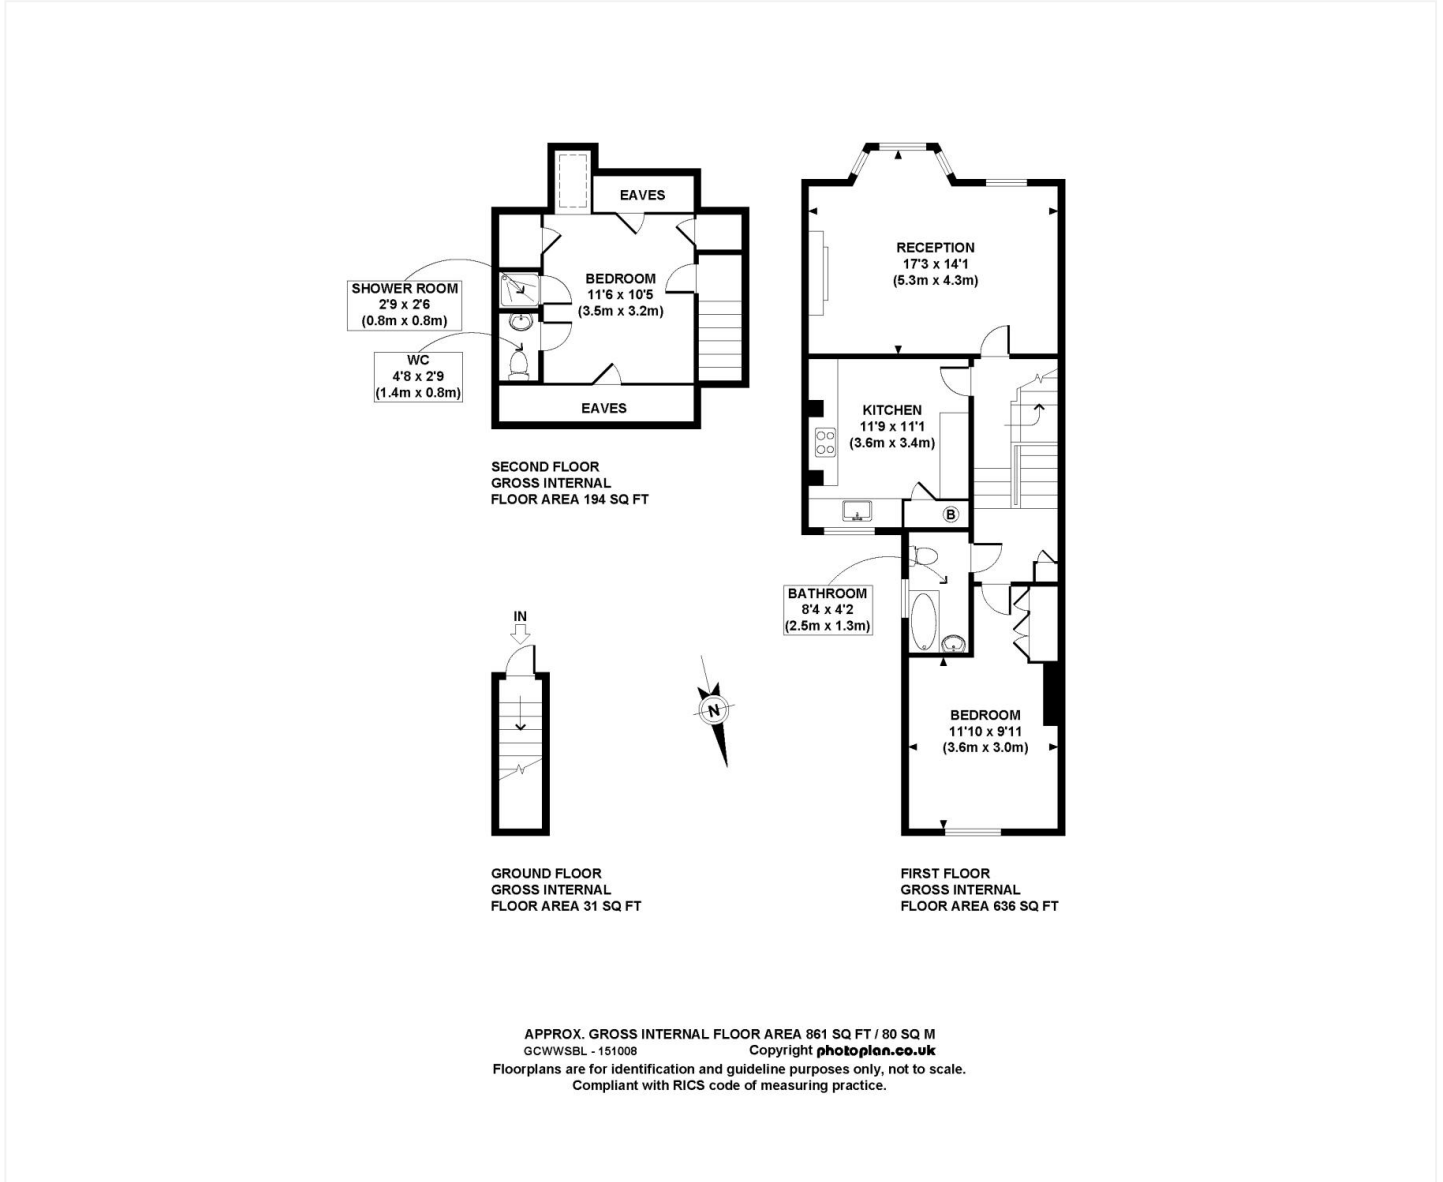 EAVES
BEDROOM
11'6 x 10'5
(3.5m x 3.2m)
SHOWER ROOM
2'9 x 2'6
(0.8m x 0.8m)
WC
4'8 x 2'9
(1.4m x 0.8m)
EAVES
SECOND FLOOR
GROSS INTERNAL
FLOOR AREA 194 SQ FT
RECEPTION
17'3 x 14'1
(5.3m x 4.3m)
KITCHEN
11'9 x 11'1
(3.6m x 3.4m)
B
BATHROOM
8'4 x 4'2
(2.5m x 1.3m)
BEDROOM
11'10 x 9'11
(3.6m x 3.0m)
IN
N
GROUND FLOOR
GROSS INTERNAL
FLOOR AREA 31 SQ FT
FIRST FLOOR
GROSS INTERNAL
FLOOR AREA 636 SQ FT
APPROX. GROSS INTERNAL FLOOR AREA 861 SQ FT / 80 SQ M
GCWWSBL - 151008 Copyright photoplan.co.uk
Floorplans are for identification and guideline purposes only, not to scale.
Compliant with RICS code of measuring practice.